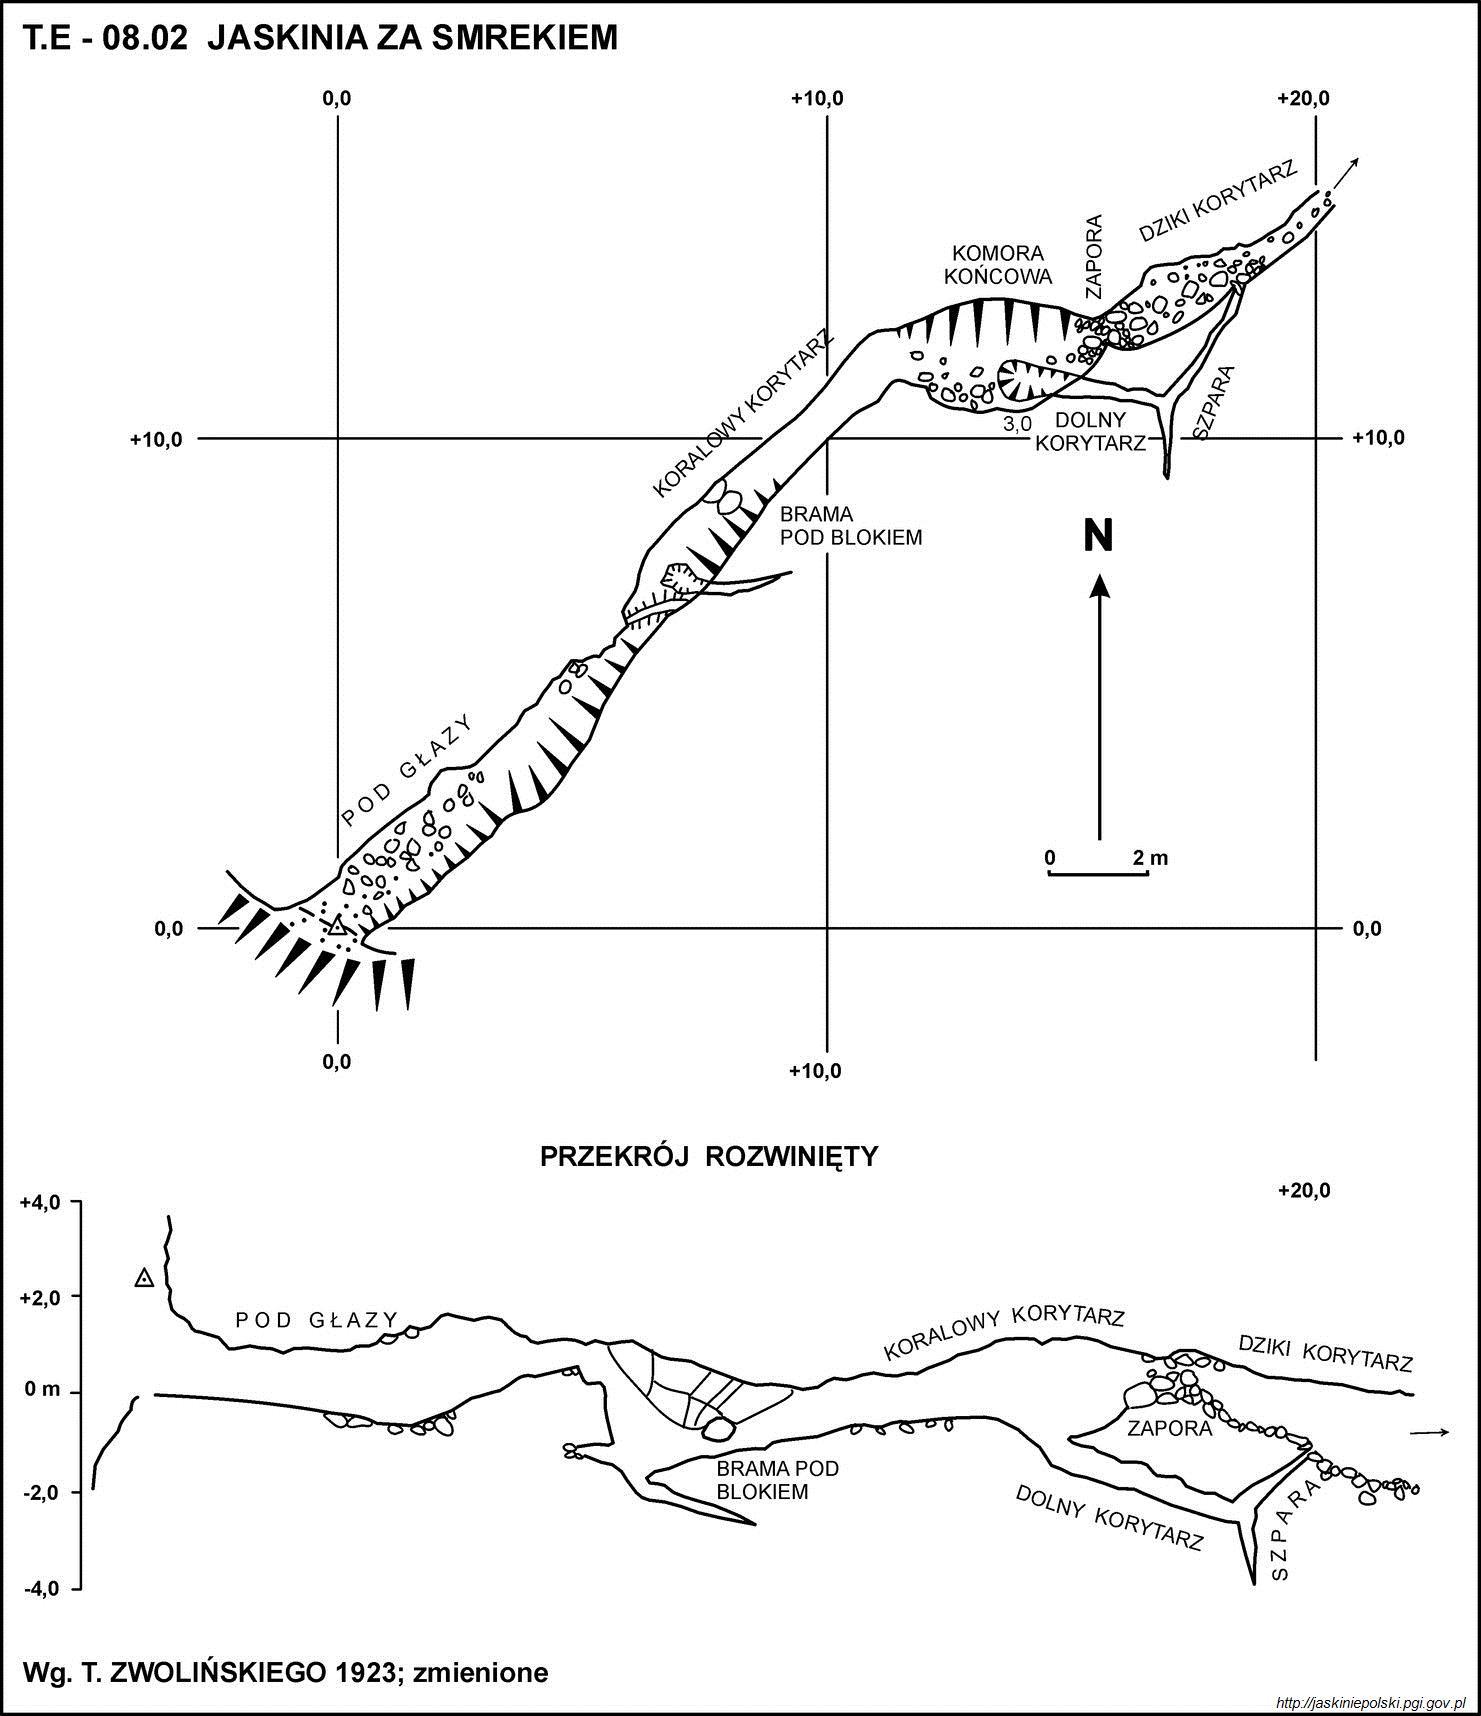 T.E - 08.02 JASKINIA ZA SMREKIEM
0,0
+10,0
+20,0
DZIKI KORYTARZ
ZAPORA
KOMORA
KOŃCOWA
KORALOWY KORYTARZ
SZPARA
3,0
DOLNY
KORYTARZ
+10,0
+10,0
BRAMA
POD BLOKIEM
N
POD GŁAZY
0 2 m
0,0
0,0
0,0
+10,0
PRZEKRÓJ ROZWINIĘTY
+20,0
+4,0
+2,0
0 m
-2,0
-4,0
POD GŁAZY
KORALOWY KORYTARZ
DZIKI KORYTARZ
ZAPORA
BRAMA POD
BLOKIEM
DOLNY KORYTARZ
SZPARA
Wg. T. ZWOLIŃSKIEGO 1923; zmienione
http://jaskiniepolski.pgi.gov.pl